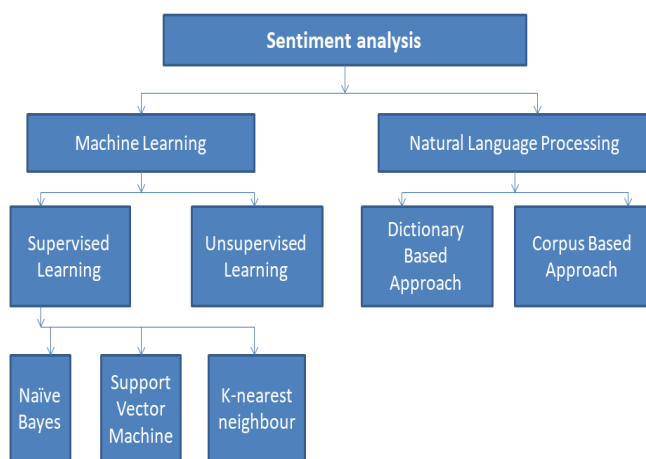 Sentiment analysis
Machine Learning
Natural Language Processing
Supervised
Learning
Unsupervised
Learning
Dictionary
Based
Approach
Corpus Based
Approach
Naïve
Bayes
Support
Vector
Machine
K-nearest
neighbour